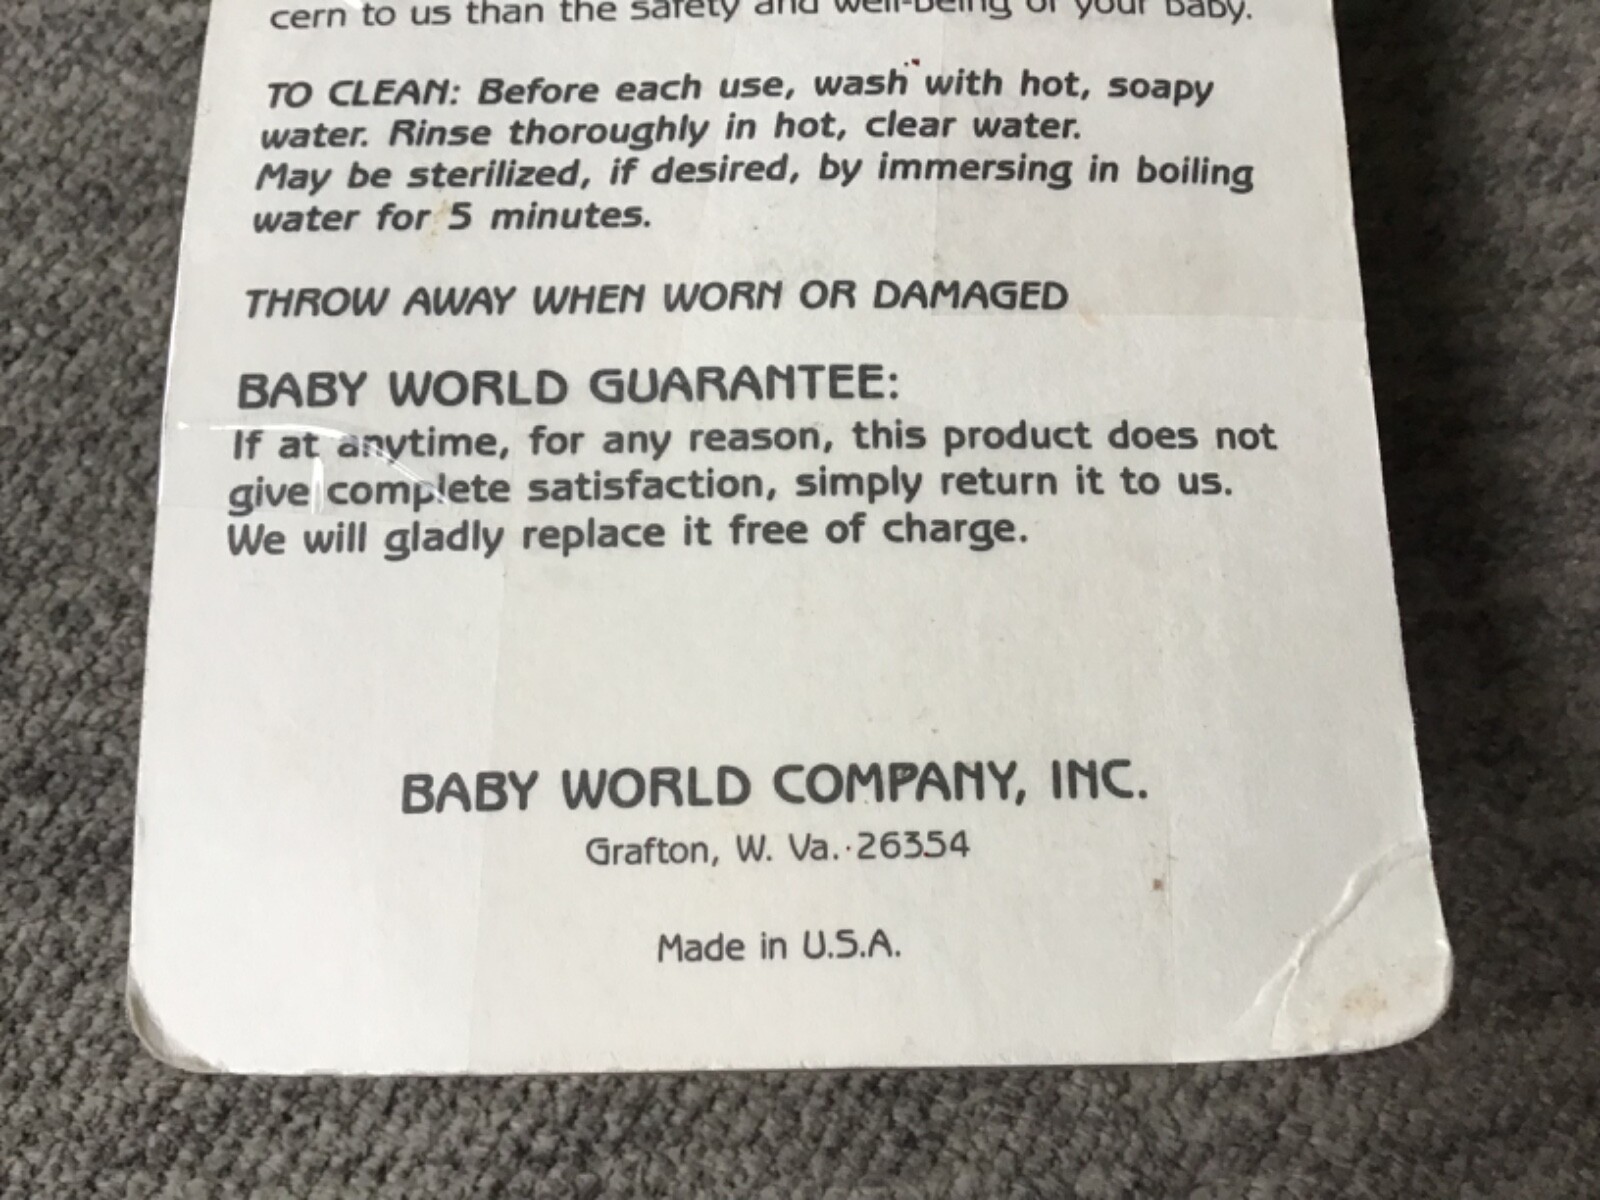 cern to us than the safety and well-being of your baby.
TO CLEAN: Before each use, wash with hot, soapy
water. Rinse thoroughly in hot, clear water.
May be sterilized, if desired, by immersing in boiling
water for 5 minutes.
THROW AWAY WHEN WORN OR DAMAGED
BABY WORLD GUARANTEE:
If at anytime, for any reason, this product does not
give complete satisfaction, simply return it to us.
We will gladly replace it free of charge.
BABY WORLD COMPANY, INC.
Grafton, W. Va. · 26354
Made in U.S.A.